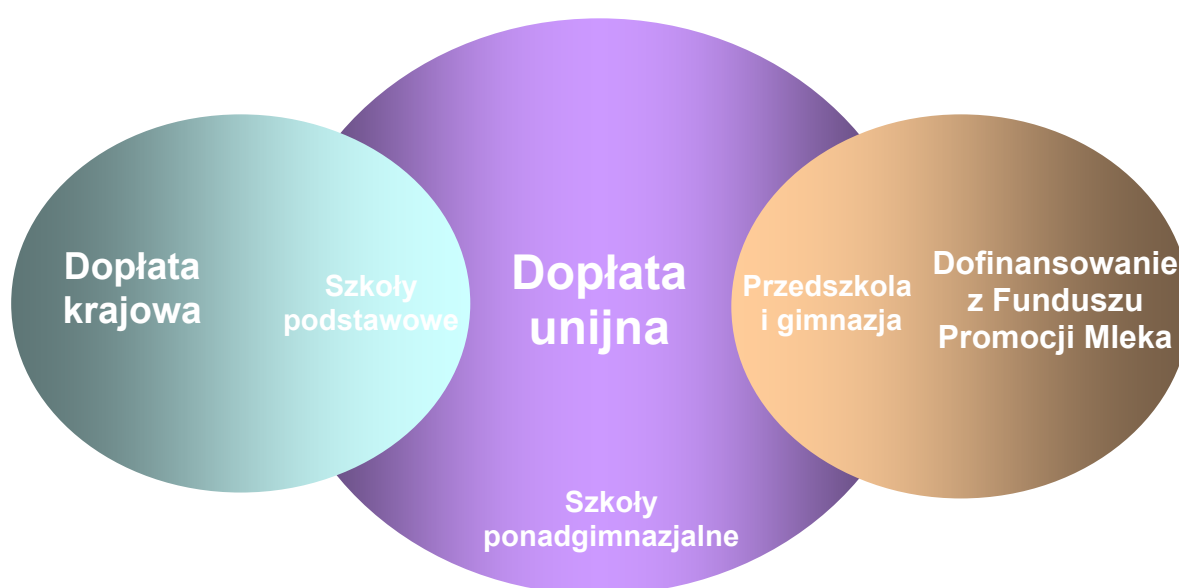 Dopłata
krajowa
Szkoły
podstawowe
Dopłata
unijna
Przedszkola
i gimnazja
Dofinansowanie
z Funduszu
Promocji Mleka
Szkoły
ponadgimnazjalne